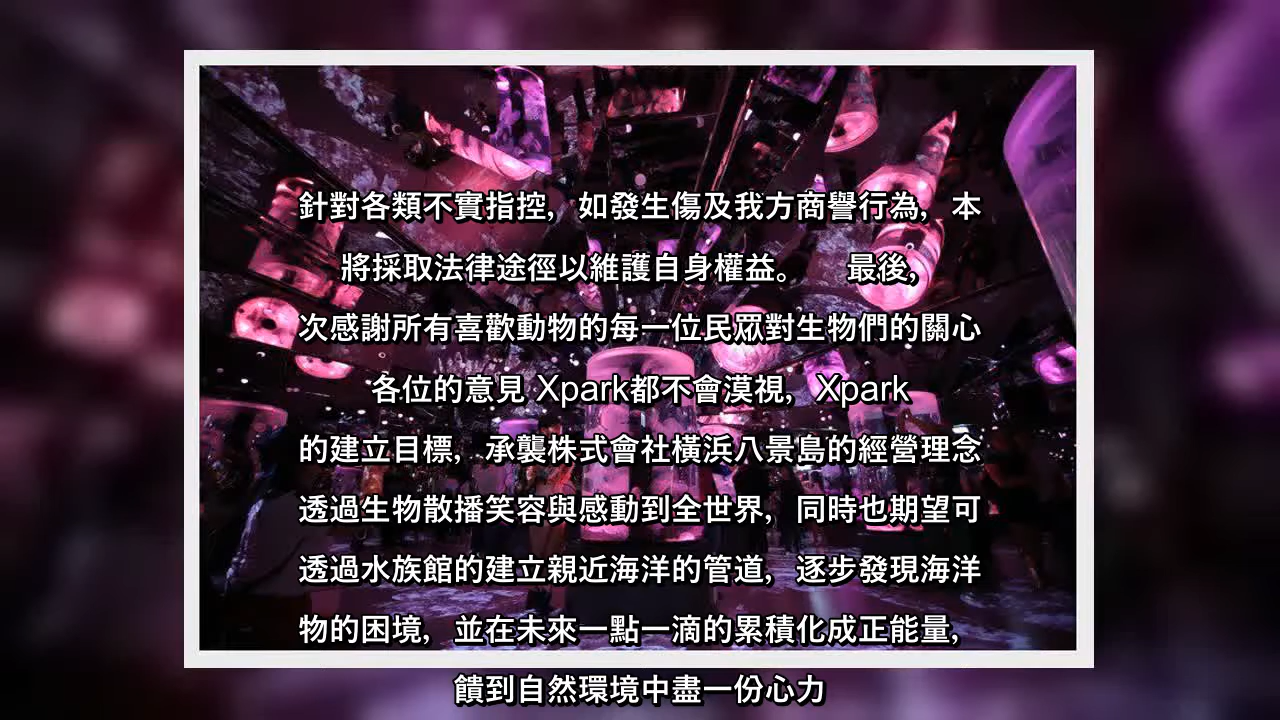 針對各類不實指控，如發生傷及我方商譽行為，本
將採取法律途徑以維護自身權益。　最後，
次感謝所有喜歡動物的每一位民眾對生物們的關心
各位的意見 Xpark都不會漠視，Xpark
的建立目標，承襲株式會社橫浜八景島的經營理念
透過生物散播笑容與感動到全世界，同時也期望可
透過水族館的建立親近海洋的管道，逐步發現海洋
物的困境，並在未來一點一滴的累積化成正能量，
饋到自然環境中盡一份心力